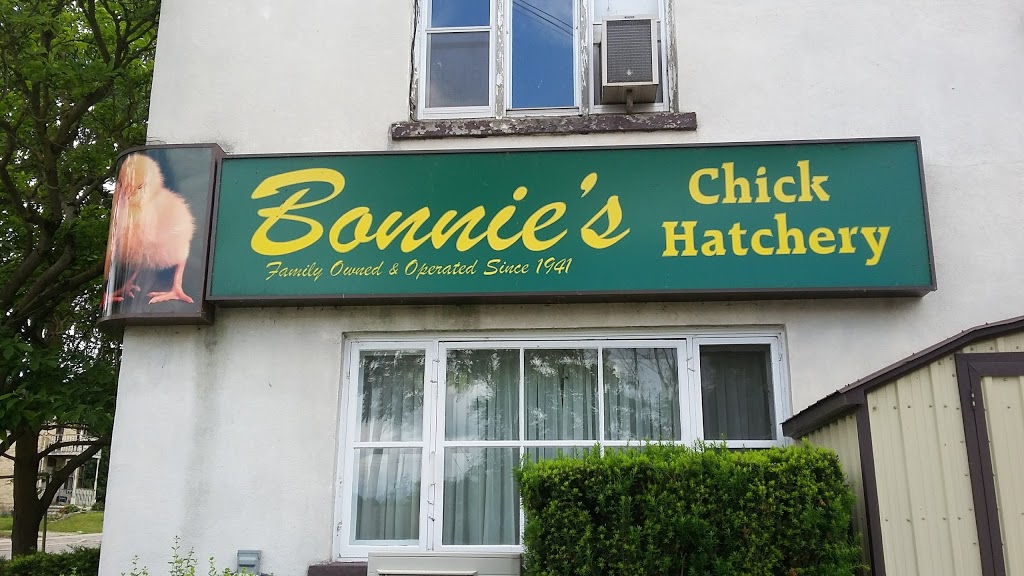 Bonnie's
Family Owned & Operated Since 1941
Chick
Hatchery